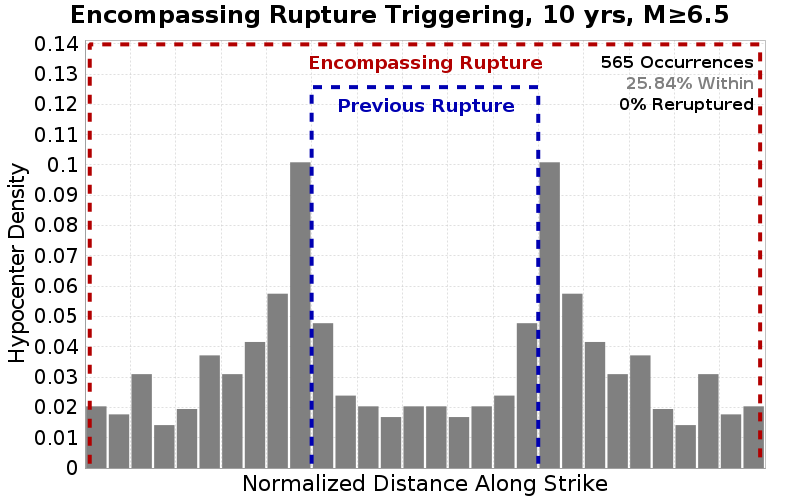 Encompassing Rupture Triggering, 10 yrs, M≥6.5
0.14
0.13
0.12
0.11
0.1
0.09
0.08
0.07
0.06
0.05
0.04
0.03
0.02
0.01
0
Hypocenter Density
Encompassing Rupture
Previous Rupture
565 Occurrences
25.84% Within
0% Reruptured
Normalized Distance Along Strike